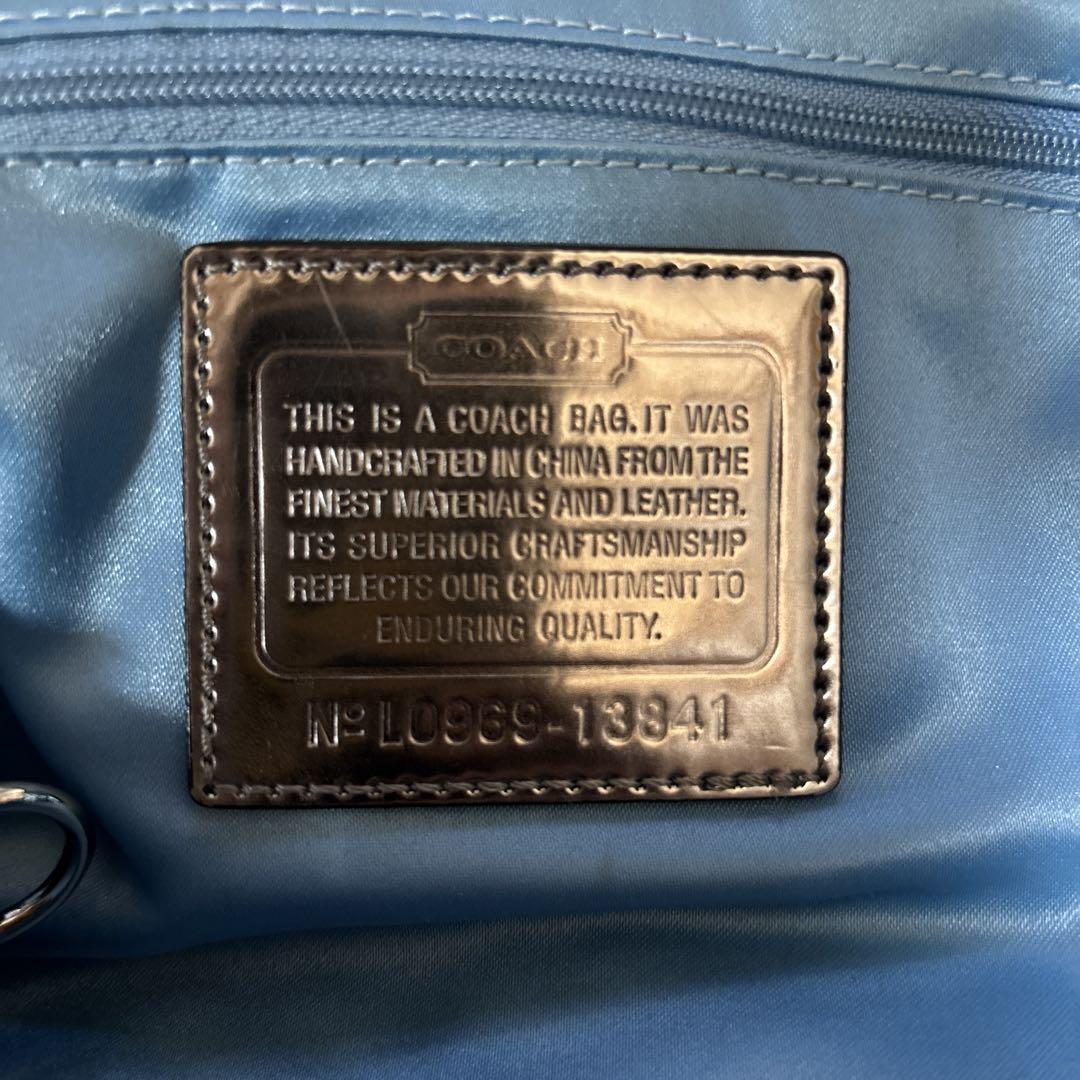 COACH
THIS IS A COACH BAG. IT WAS
HANDCRAFTED IN CHINA FROM THE
FINEST MATERIALS AND LEATHER.
ITS SUPERIOR CRAFTSMANSHIP
REFLECTS OUR COMMITMENT TO
ENDURING QUALITY.
Nº L0969-13841